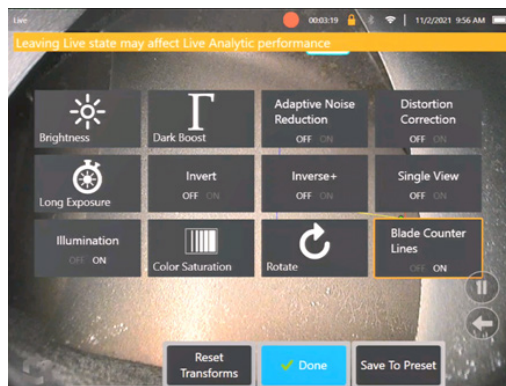 Live
00:03:19
11/2/2021 9:56 AM
Leaving Live state may affect Live Analytic performance
Brightness
Dark Boost
Adaptive Noise
Reduction
OFF ON
Distortion
Correction
OFF ON
Long Exposure
Invert
OFF ON
Inverse+
OFF ON
Single View
OFF ON
Illumination
OFF ON
Color Saturation
Rotate
Blade Counter
Lines
OFF ON
Reset
Transforms
Done
Save To Preset